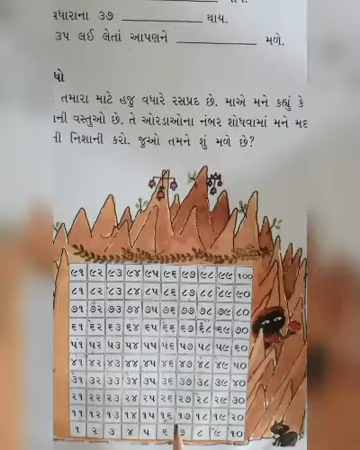 ૩૭ ______ થાય.
૩૫ લઈ લેતાં આપણને ______ મળે.
તમારા માટે હજુ વધારે રસપ્રદ છે. માએ મને કહ્યું કે
વસ્તુઓ છે. તે ઓરડાઓના નંબર શોધવામાં મને મદ
નિશાની કરો. જુઓ તમને શું મળે છે?
૯૧ ૯૨ ૯૩ ૯૪ ૯૫ ૯૬ ૯૭ ૯૮ ૯૯ ૧૦૦
૮૧ ૮૨ ૮૩ ૮૪ ૮૫ ૮૬ ૮૭ ૮૮ ૮૯ ૯૦
૭૧ ૭૨ ૭૩ ૭૪ ૭૫ ૭૬ ૭૭ ૭૮ ૭૯ ૮૦
૬૧ ૬૨ ૬૩ ૬૪ ૬૫ ૬૬ ૬૭ ૬૮ ૬૯ ૭૦
૫૧ ૫૨ ૫૩ ૫૪ ૫૫ ૫૬ ૫૭ ૫૮ ૫૯ ૬૦
૪૧ ૪૨ ૪૩ ૪૪ ૪૫ ૪૬ ૪૭ ૪૮ ૪૯ ૫૦
૩૧ ૩૨ ૩૩ ૩૪ ૩૫ ૩૬ ૩૭ ૩૮ ૩૯ ૪૦
૨૧ ૨૨ ૨૩ ૨૪ ૨૫ ૨૬ ૨૭ ૨૮ ૨૯ ૩૦
૧૧ ૧૨ ૧૩ ૧૪ ૧૫ ૧૬ ૧૭ ૧૮ ૧૯ ૨૦
૧ ૨ ૩ ૪ ૫ ૬ ૭ ૮ ૯ ૧૦